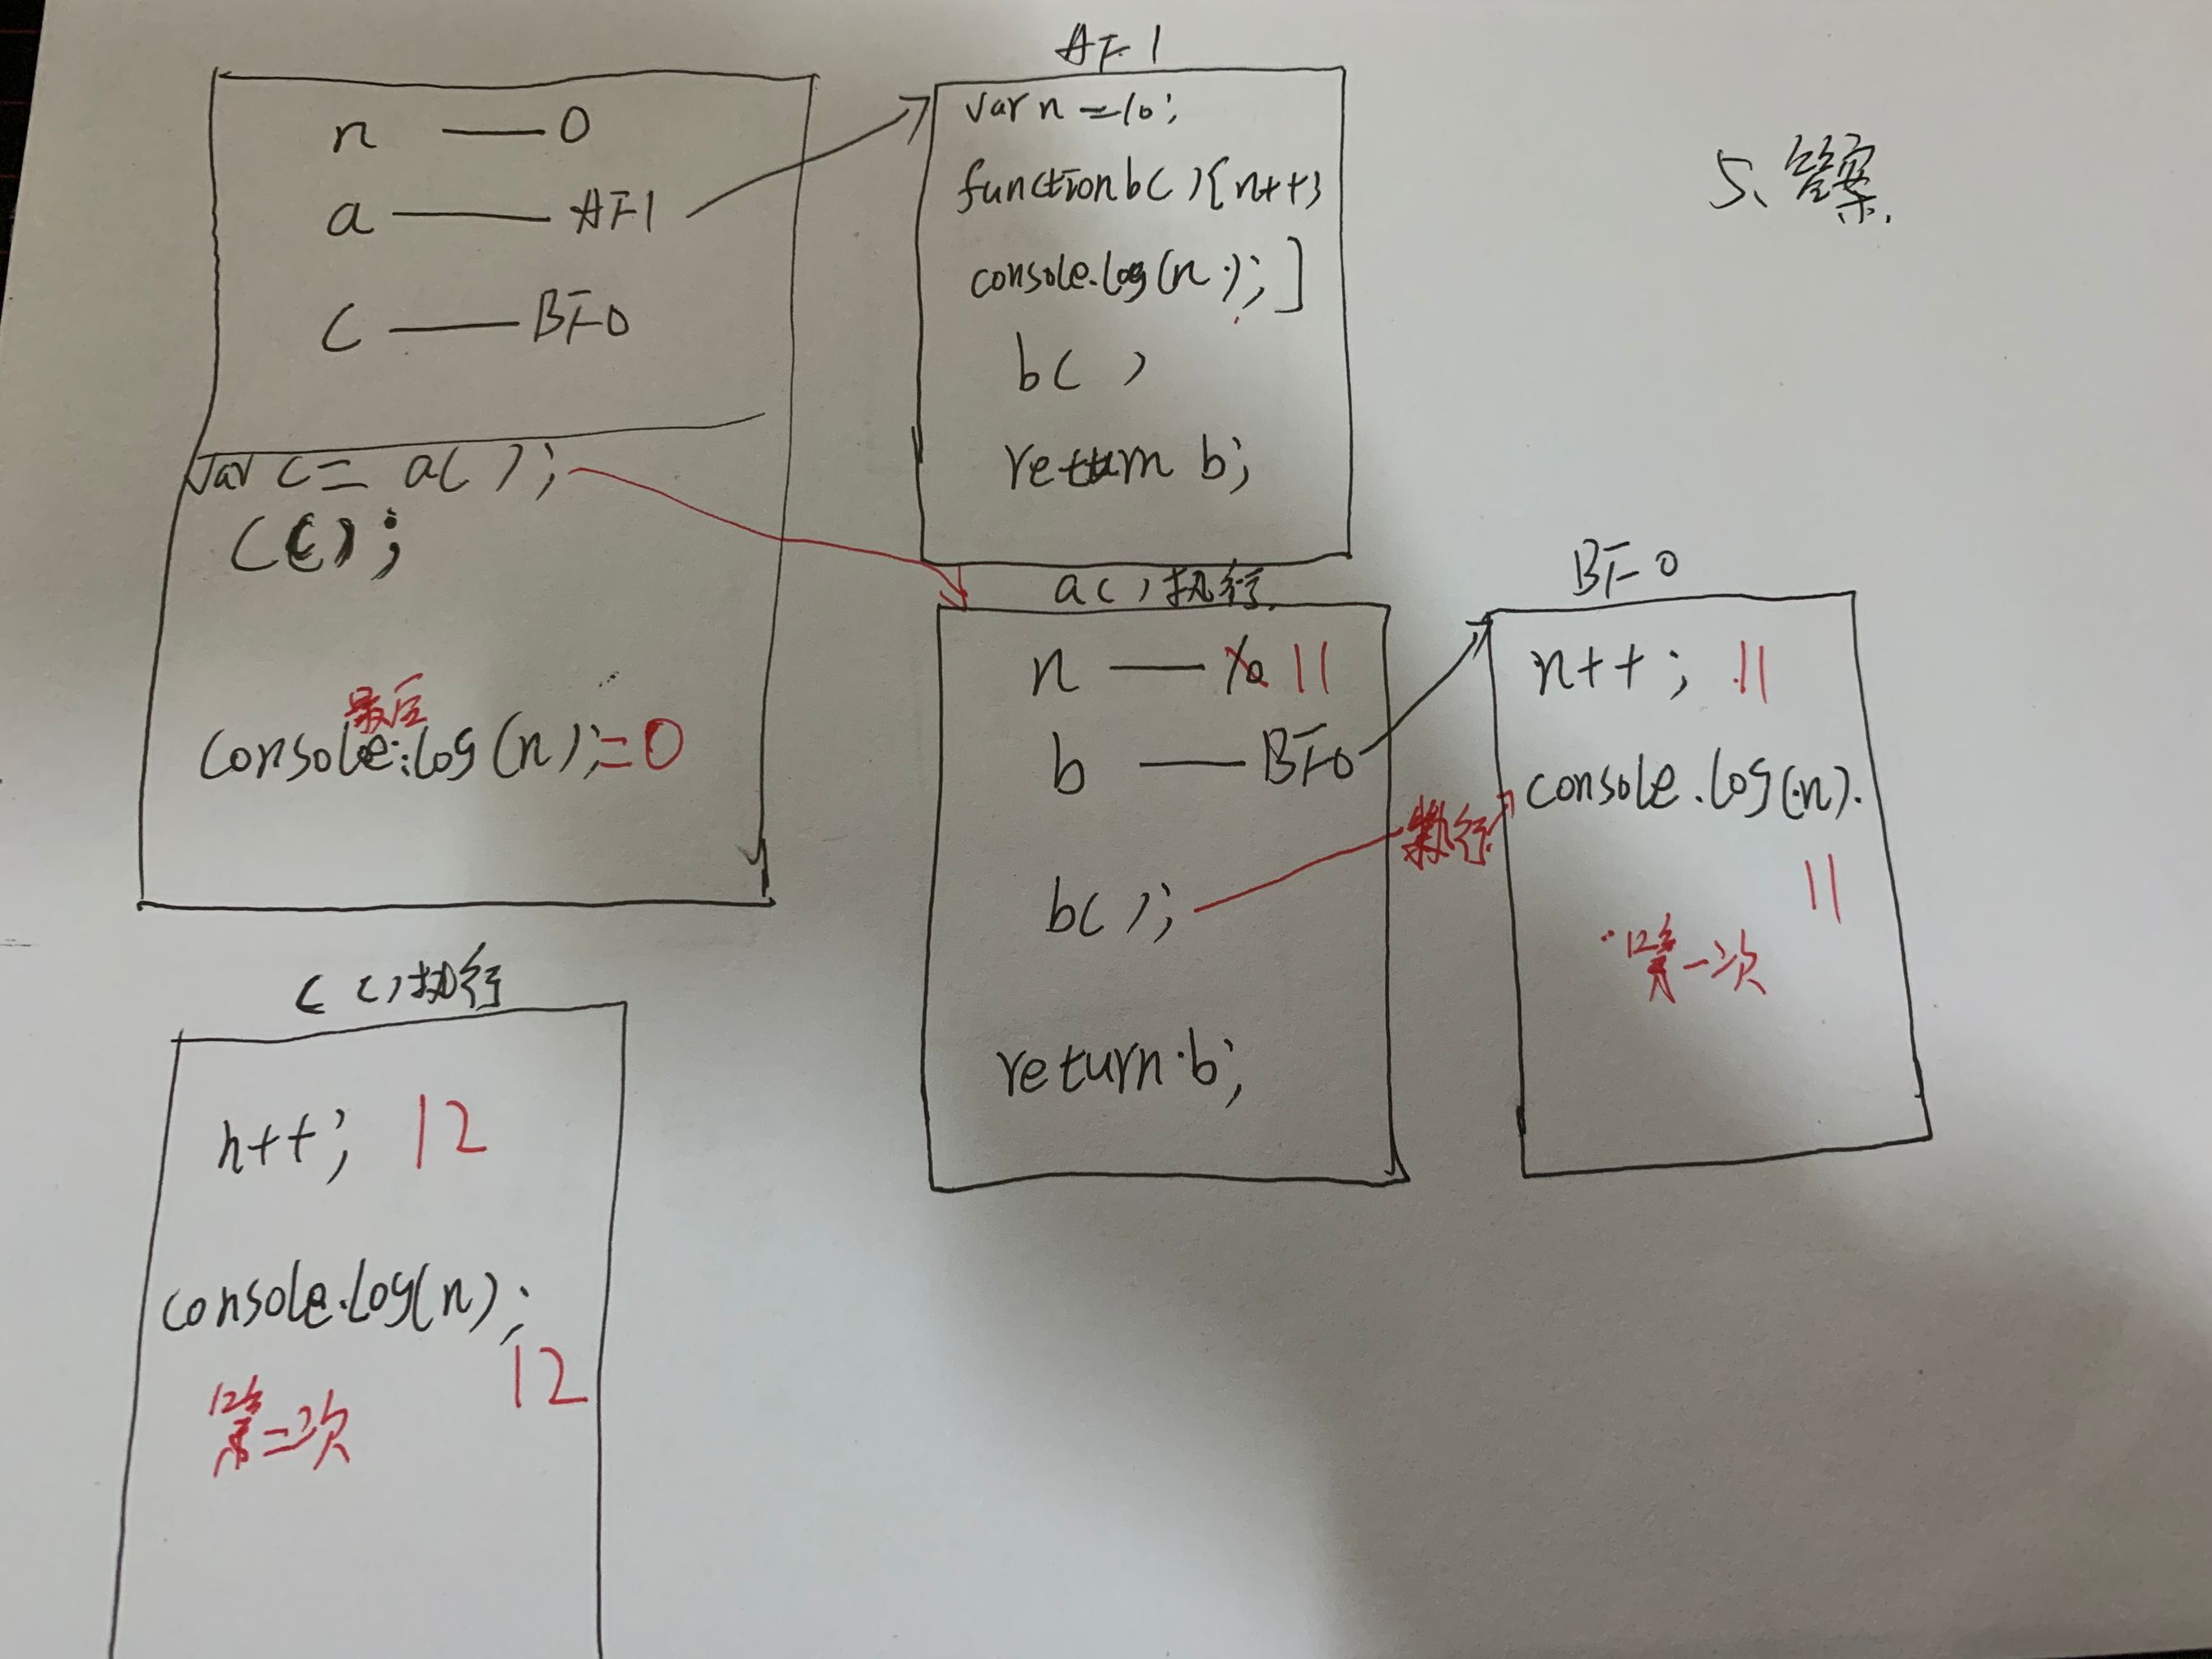 5、答案.
n —— 0
a —— AF1
c —— BF0
var c = a( );
c( );
最后
console.log(n);=0
AF1
var n = 10;
function b( ){n++;
console.log(n);}
b( )
return b;
a( )执行
n —— 10 11
b —— BF0
b( );
执行
return b;
BF0
n++; 11
console.log(n).
11
第一次
c( )执行
n++; 12
console.log(n);
12
第二次